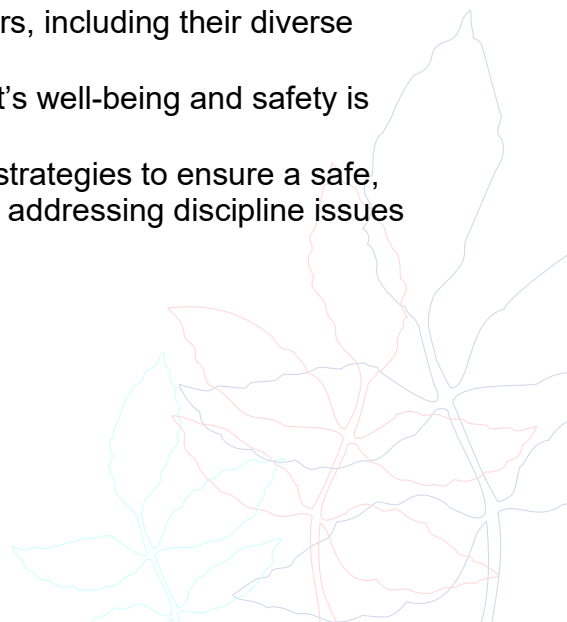 rs, including their diverse
t’s well-being and safety is
strategies to ensure a safe,
addressing discipline issues